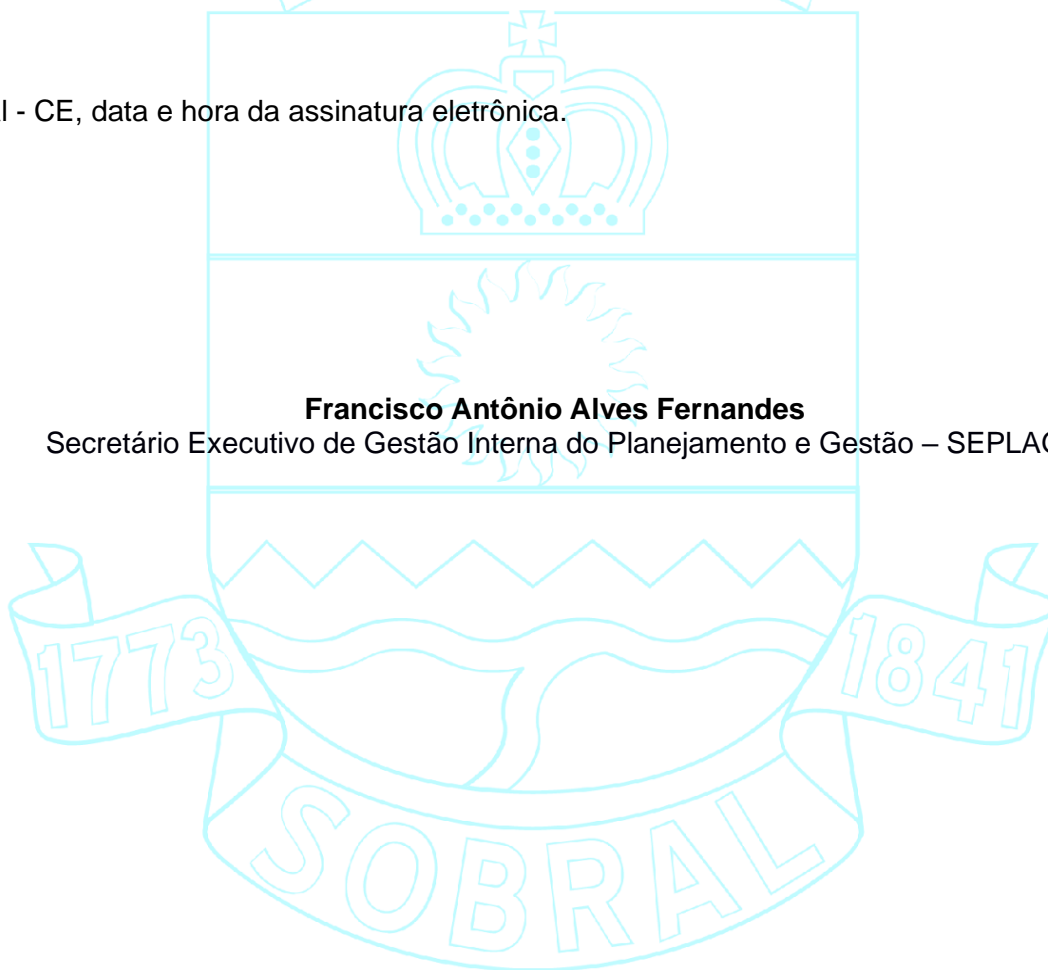 l - CE, data e hora da assinatura eletrônica.
Francisco Antônio Alves Fernandes
Secretário Executivo de Gestão Interna do Planejamento e Gestão – SEPLAG
1773
1841
SOBRAL